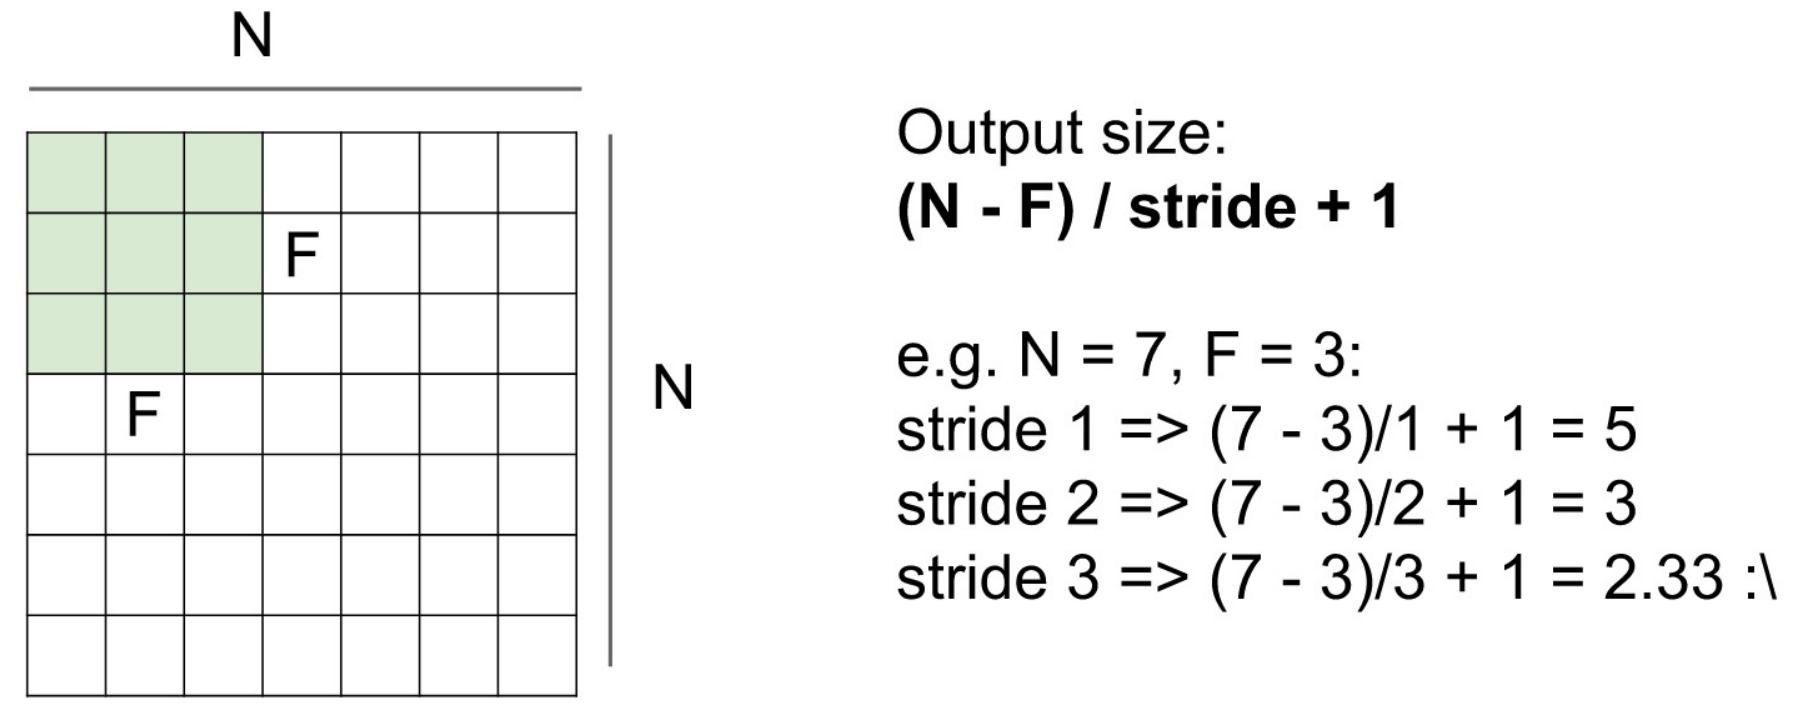 N
F
F
N
Output size:
(N - F) / stride + 1
e.g. N = 7, F = 3:
stride 1 => (7 - 3)/1 + 1 = 5
stride 2 => (7 - 3)/2 + 1 = 3
stride 3 => (7 - 3)/3 + 1 = 2.33 :\